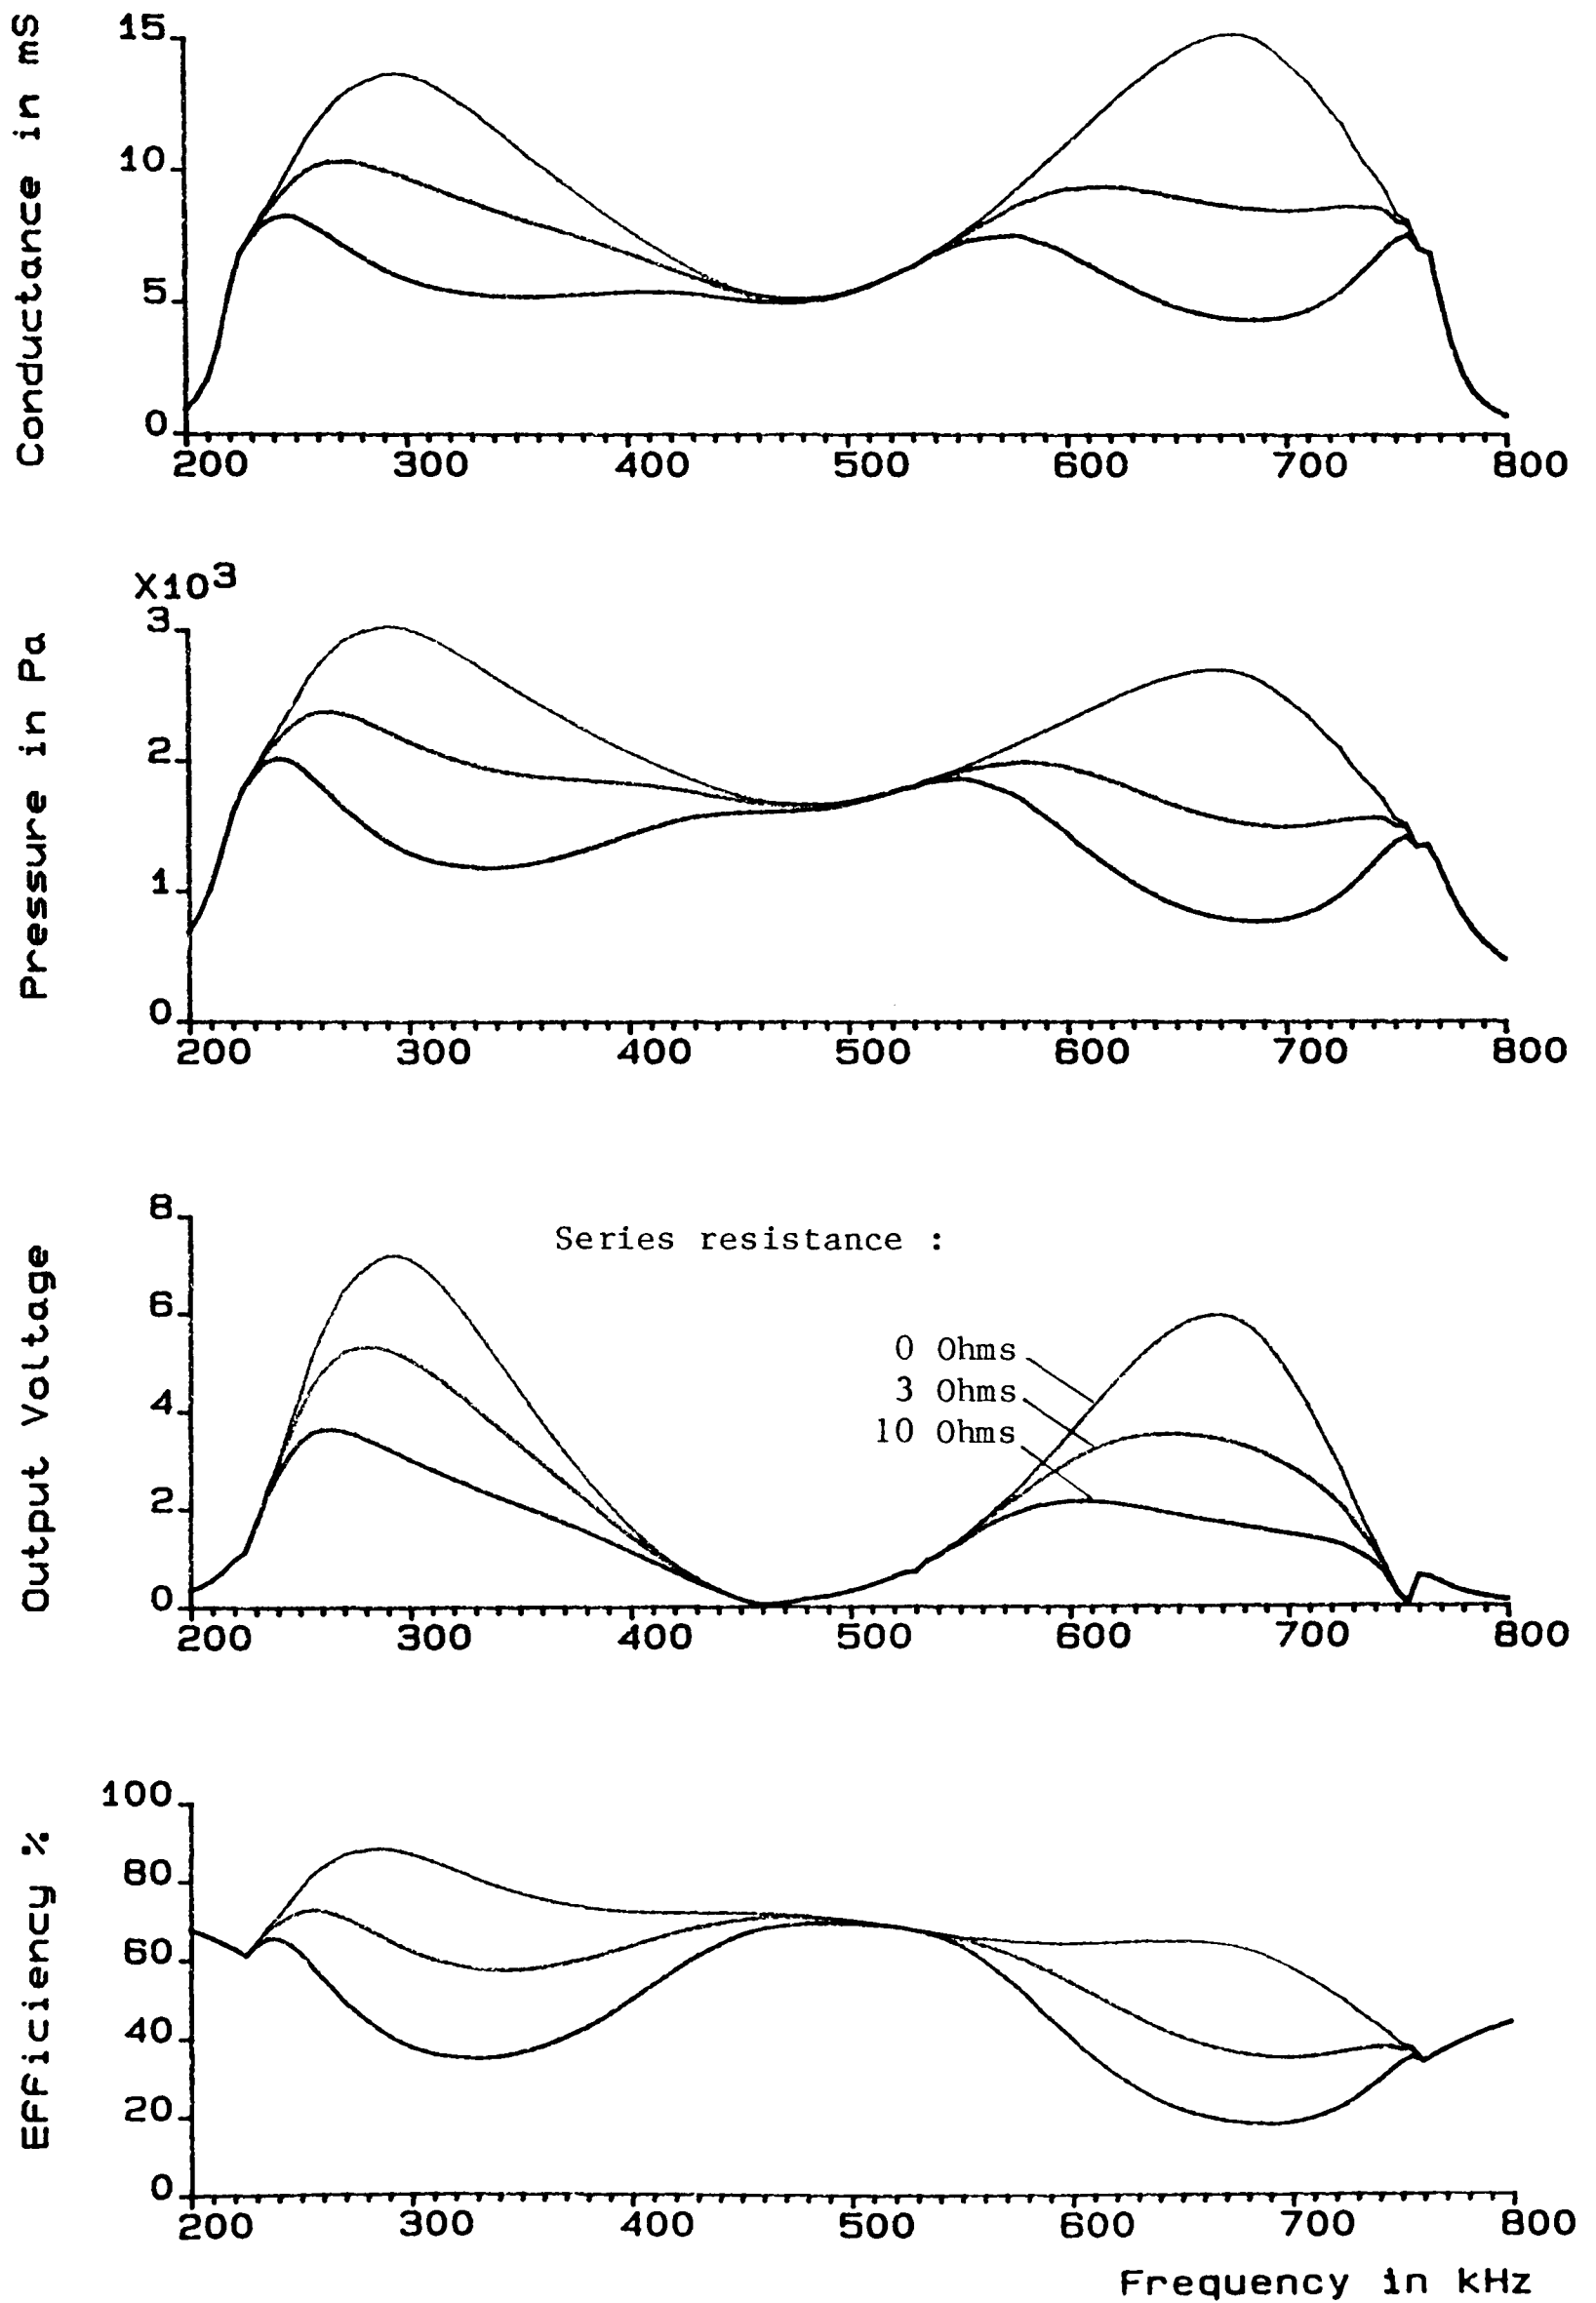 Conductance in mS
15
10
5
0
200 300 400 500 600 700 800
Pressure in Pa
X10³
3
2
1
0
200 300 400 500 600 700 800
Output Voltage
8
6
4
2
0
Series resistance :
0 Ohms
3 Ohms
10 Ohms
200 300 400 500 600 700 800
Efficiency %
100
80
60
40
20
0
200 300 400 500 600 700 800
Frequency in kHz